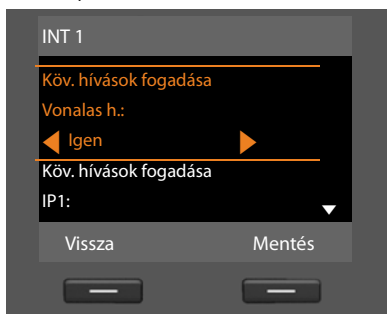 INT 1
Köv. hívások fogadása
Vonalas h.:
Igen
Köv. hívások fogadása
IP1:
Vissza Mentés